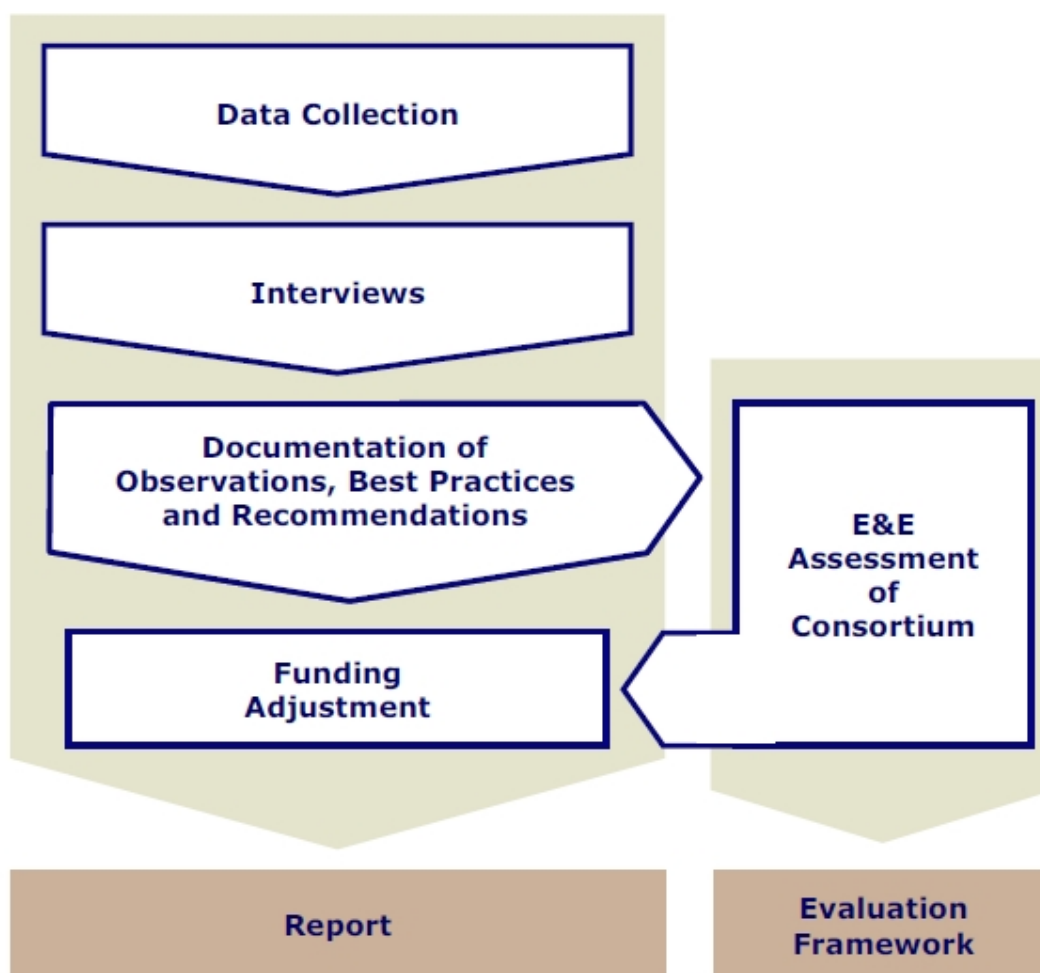 Data Collection
Interviews
Documentation of
Observations, Best Practices
and Recommendations
E&E
Assessment
of
Consortium
Funding
Adjustment
Report
Evaluation
Framework